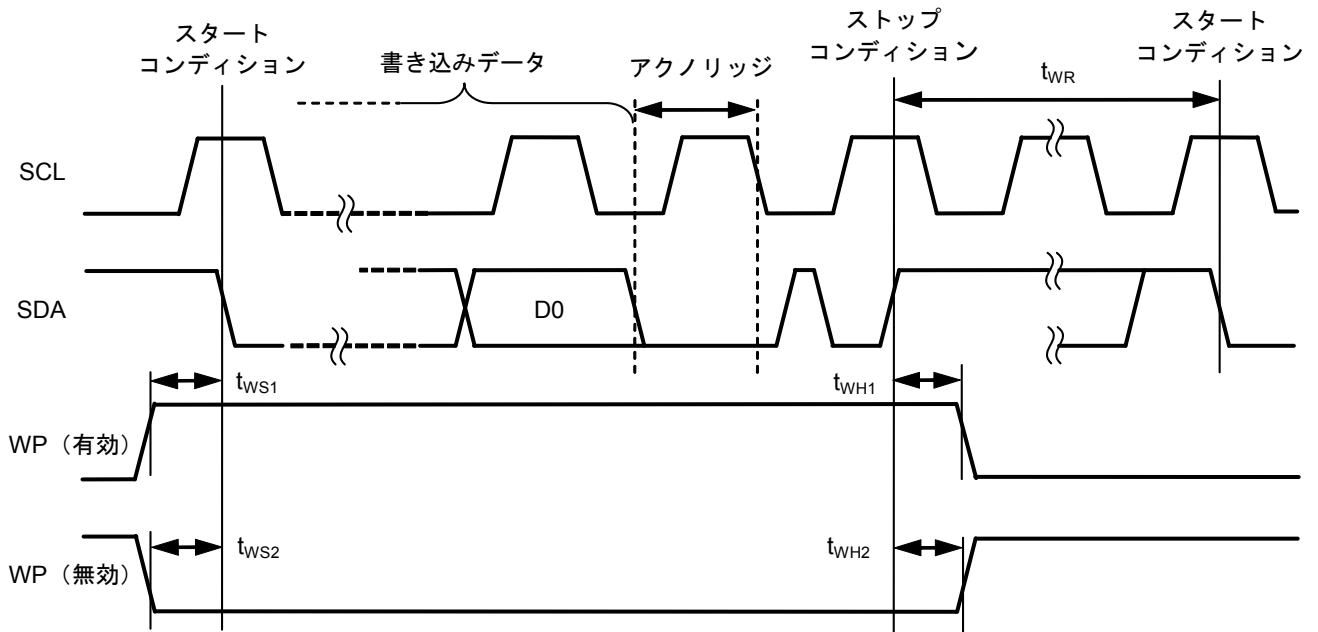 スタート
コンディション
書き込みデータ
アクノリッジ
ストップ
コンディション
tWR
スタート
コンディション
SCL
SDA
D0
tWS1
tWH1
WP（有効）
tWS2
tWH2
WP（無効）